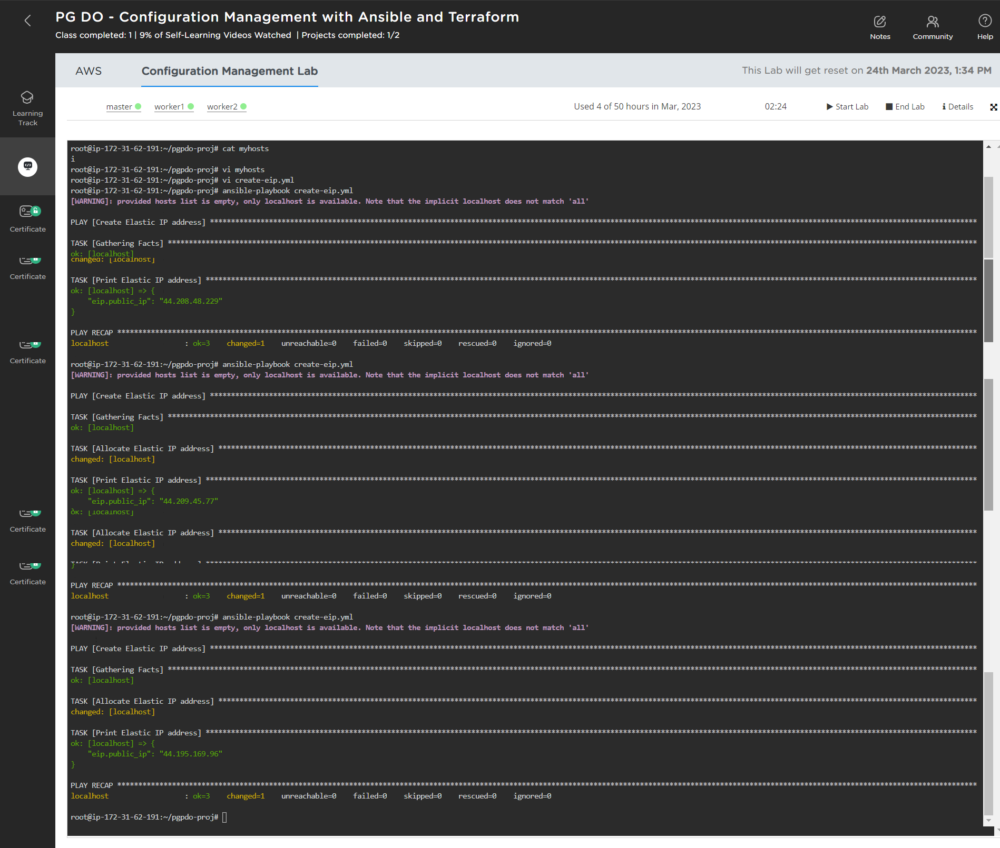 PG DO - Configuration Management with Ansible and Terraform
Class completed: 1 | 9% of Self-Learning Videos Watched | Projects completed: 1/2
Notes
Community
Help
AWS
Configuration Management Lab
This Lab will get reset on 24th March 2023, 1:34 PM
Learning
Track
master
worker1
worker2
Used 4 of 50 hours in Mar, 2023
02:24
Start Lab
End Lab
Details
Certificate
Certificate
Certificate
Certificate
Certificate
root@ip-172-31-62-191:~/pgpdo-proj# cat myhosts
i
root@ip-172-31-62-191:~/pgpdo-proj# vi myhosts
root@ip-172-31-62-191:~/pgpdo-proj# vi create-eip.yml
root@ip-172-31-62-191:~/pgpdo-proj# ansible-playbook create-eip.yml
[WARNING]: provided hosts list is empty, only localhost is available. Note that the implicit localhost does not match 'all'
PLAY [Create Elastic IP address] ****
TASK [Gathering Facts] ****
ok: [localhost]
changed: [localhost]
TASK [Print Elastic IP address] ****
ok: [localhost] => {
"eip.public_ip": "44.208.48.229"
}
PLAY RECAP ****
localhost : ok=3 changed=1 unreachable=0 failed=0 skipped=0 rescued=0 ignored=0
root@ip-172-31-62-191:~/pgpdo-proj# ansible-playbook create-eip.yml
[WARNING]: provided hosts list is empty, only localhost is available. Note that the implicit localhost does not match 'all'
PLAY [Create Elastic IP address] ****
TASK [Gathering Facts] ****
ok: [localhost]
TASK [Allocate Elastic IP address] ****
changed: [localhost]
TASK [Print Elastic IP address] ****
ok: [localhost] => {
"eip.public_ip": "44.209.45.77"
ok: [localhost]
TASK [Allocate Elastic IP address] ****
changed: [localhost]
TASK [Print Elastic IP address] ****
}
PLAY RECAP ****
localhost : ok=3 changed=1 unreachable=0 failed=0 skipped=0 rescued=0 ignored=0
root@ip-172-31-62-191:~/pgpdo-proj# ansible-playbook create-eip.yml
[WARNING]: provided hosts list is empty, only localhost is available. Note that the implicit localhost does not match 'all'
PLAY [Create Elastic IP address] ****
TASK [Gathering Facts] ****
ok: [localhost]
TASK [Allocate Elastic IP address] ****
changed: [localhost]
TASK [Print Elastic IP address] ****
ok: [localhost] => {
"eip.public_ip": "44.195.169.96"
}
PLAY RECAP ****
localhost : ok=3 changed=1 unreachable=0 failed=0 skipped=0 rescued=0 ignored=0
root@ip-172-31-62-191:~/pgpdo-proj#